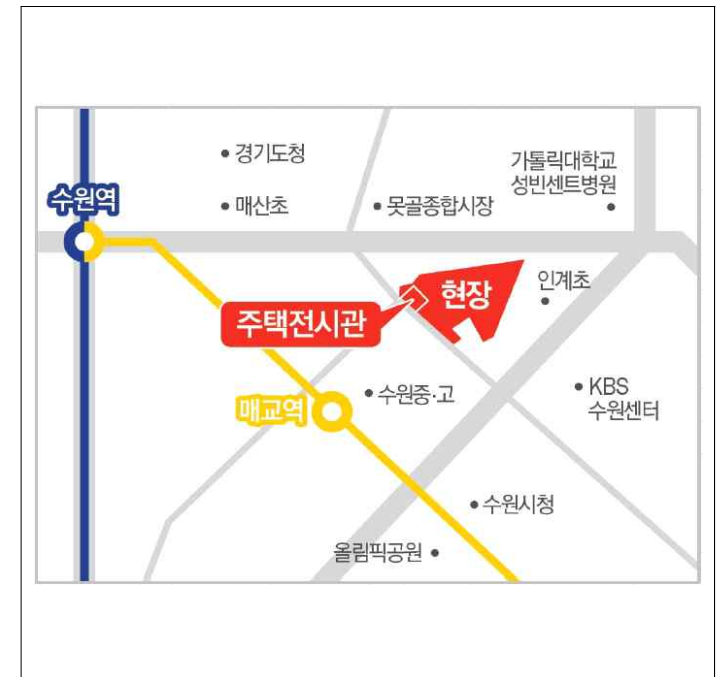 경기도청
가톨릭대학교
성빈센트병원
수원역
매산초
못골종합시장
현장
인계초
주택전시관
매교역
수원중·고
KBS
수원센터
수원시청
올림픽공원